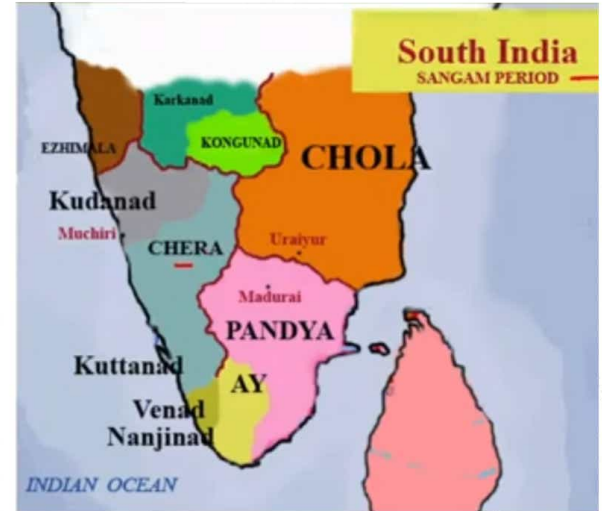 South India
SANGAM PERIOD
Karkanad
EZHIMALA
KONGUNAD
CHOLA
Kudanad
Muchiri
CHERA
Uraiyur
Madurai
PANDYA
Kuttanad
AY
Venad
Nanjinad
INDIAN OCEAN